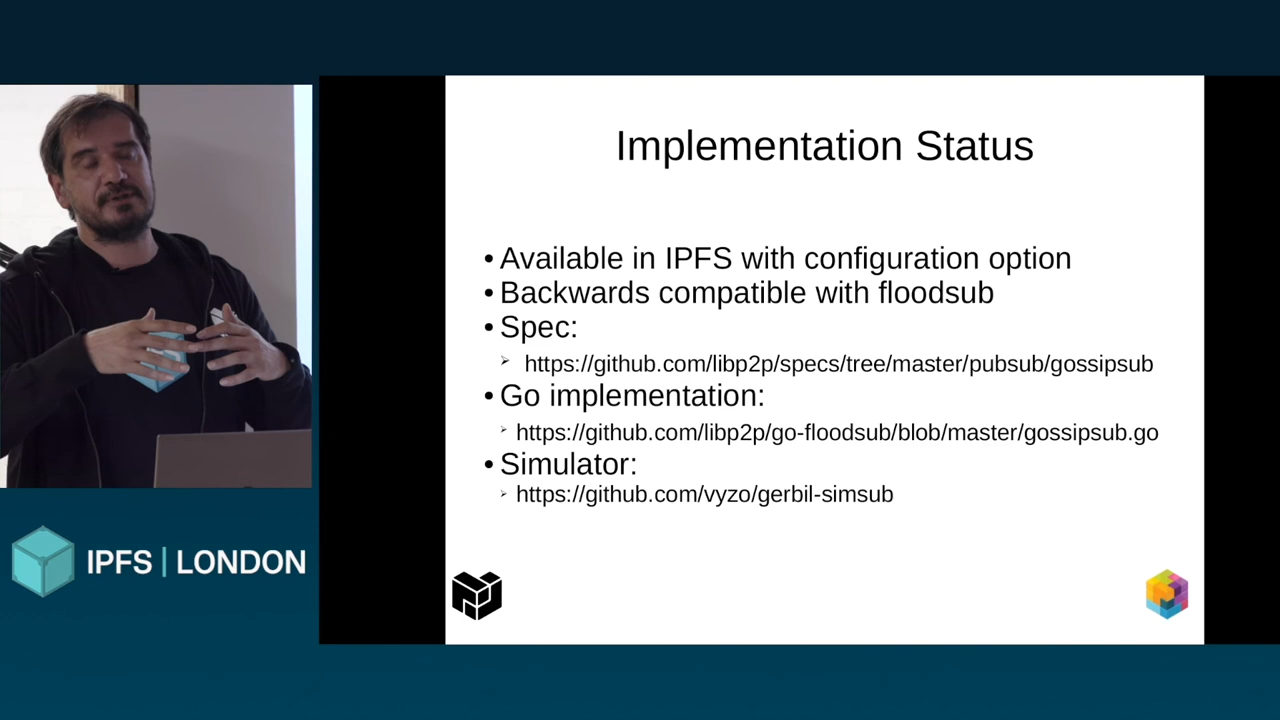 Implementation Status
• Available in IPFS with configuration option
• Backwards compatible with floodsub
• Spec:
➢ https://github.com/libp2p/specs/tree/master/pubsub/gossipsub
• Go implementation:
➢ https://github.com/libp2p/go-floodsub/blob/master/gossipsub.go
• Simulator:
➢ https://github.com/vyzo/gerbil-simsub
IPFS | LONDON